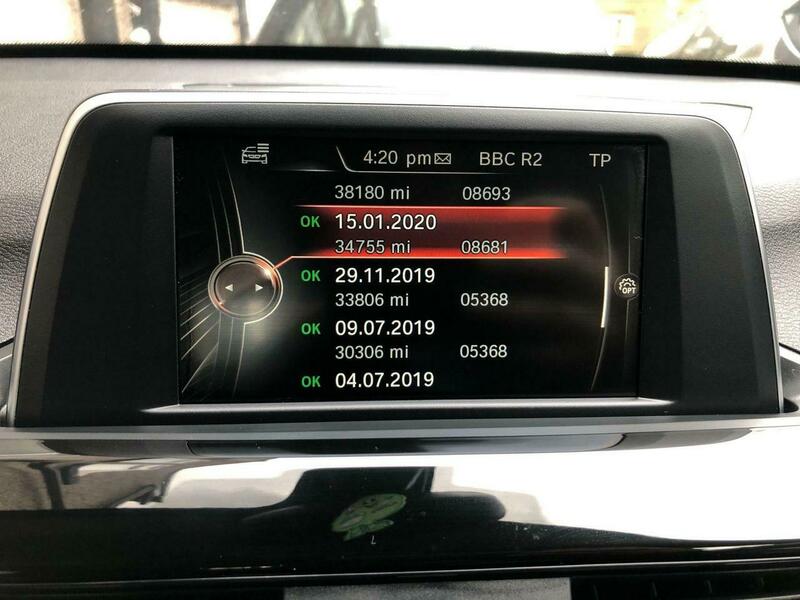 4:20 pm BBC R2 TP
38180 mi 08693
OK 15.01.2020
34755 mi 08681
OK 29.11.2019
33806 mi 05368
OPT
OK 09.07.2019
30306 mi 05368
OK 04.07.2019